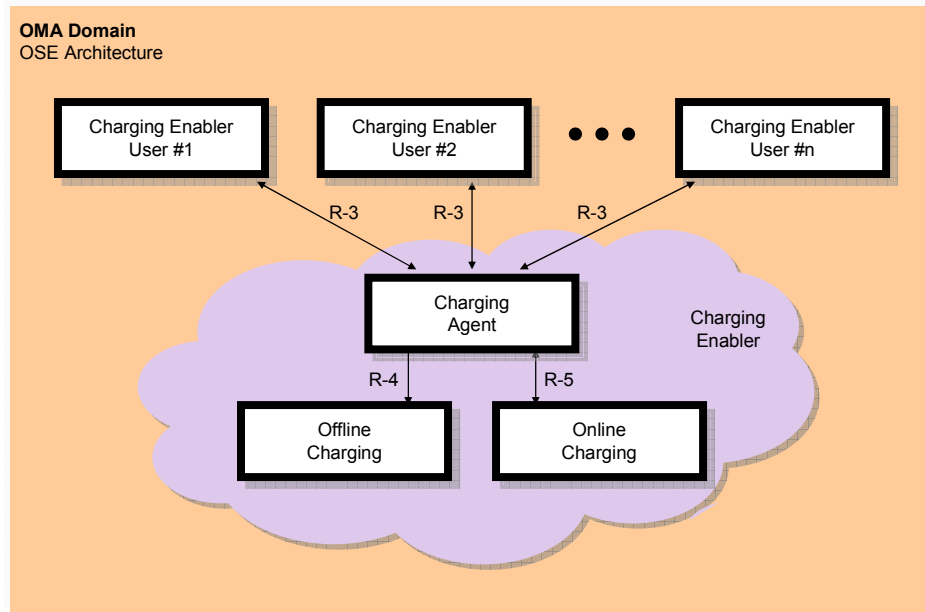 OMA Domain
OSE Architecture
Charging Enabler
User #1
Charging Enabler
User #2
Charging Enabler
User #n
R-3
R-3
R-3
Charging
Agent
Charging
Enabler
R-4
R-5
Offline
Charging
Online
Charging